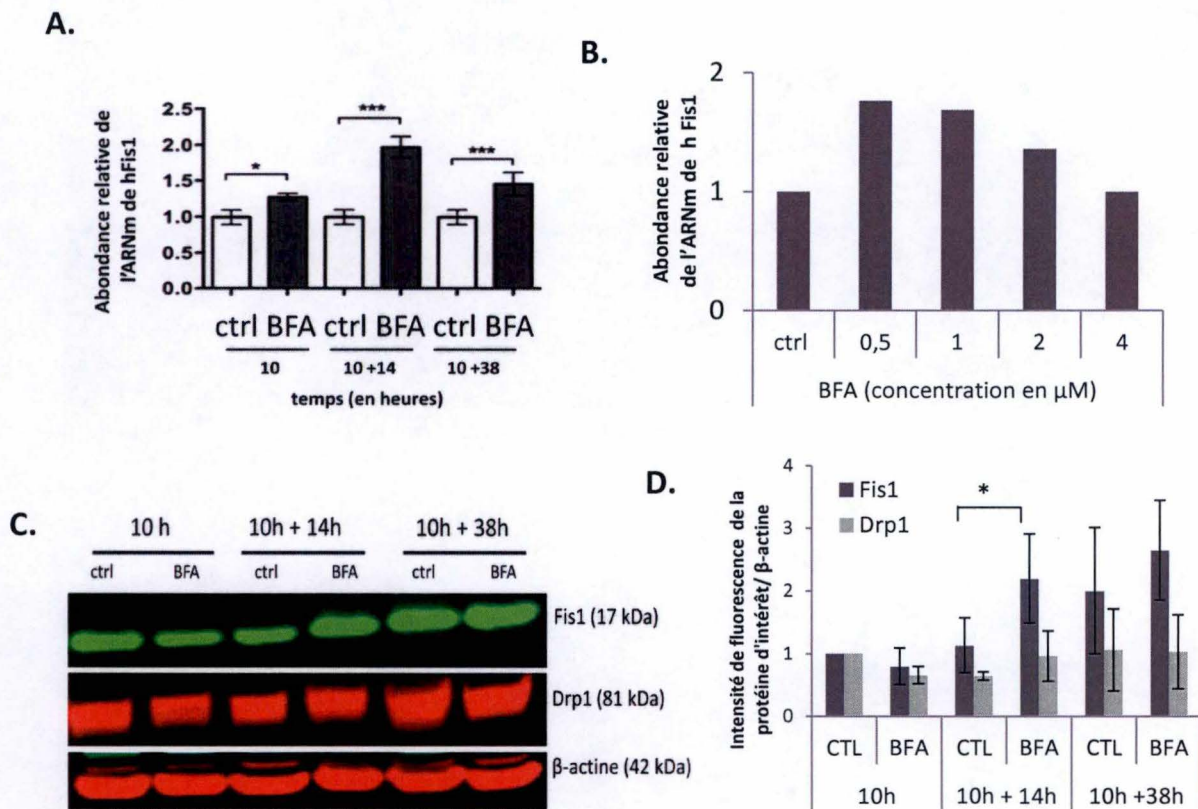 A.
Abondance relative de
l'ARNm de hFis1
2.5
2.0
1.5
1.0
0.5
0.0
*
***
***
ctrl BFA ctrl BFA ctrl BFA
10 10 +14 10 +38
temps (en heures)
B.
Abondance relative
de l'ARNm de h Fis1
2
1
0
ctrl 0,5 1 2 4
BFA (concentration en µM)
C.
10 h 10h + 14h 10h + 38h
ctrl BFA ctrl BFA ctrl BFA
Fis1 (17 kDa)
Drp1 (81 kDa)
β-actine (42 kDa)
D.
Intensité de fluorescence de la
protéine d'intérêt/ β-actine
4
3
2
1
0
Fis1
Drp1
*
CTL BFA CTL BFA CTL BFA
10h 10h + 14h 10h +38h